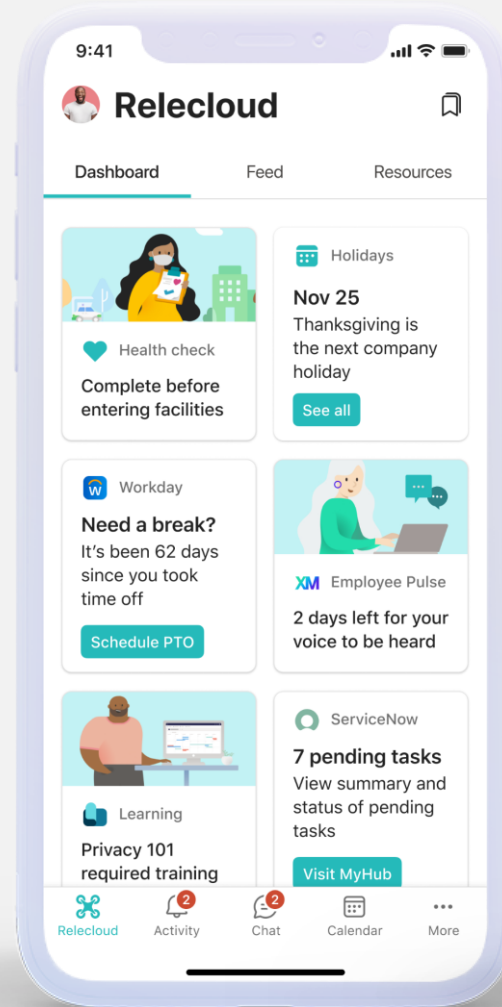 9:41
Relecloud
Dashboard
Feed
Resources
Health check
Complete before
entering facilities
Holidays
Nov 25
Thanksgiving is
the next company
holiday
See all
Workday
Need a break?
It's been 62 days
since you took
time off
Schedule PTO
XM Employee Pulse
2 days left for your
voice to be heard
Learning
Privacy 101
required training
ServiceNow
7 pending tasks
View summary and
status of pending
tasks
Visit MyHub
2
2
Relecloud
Activity
Chat
Calendar
More